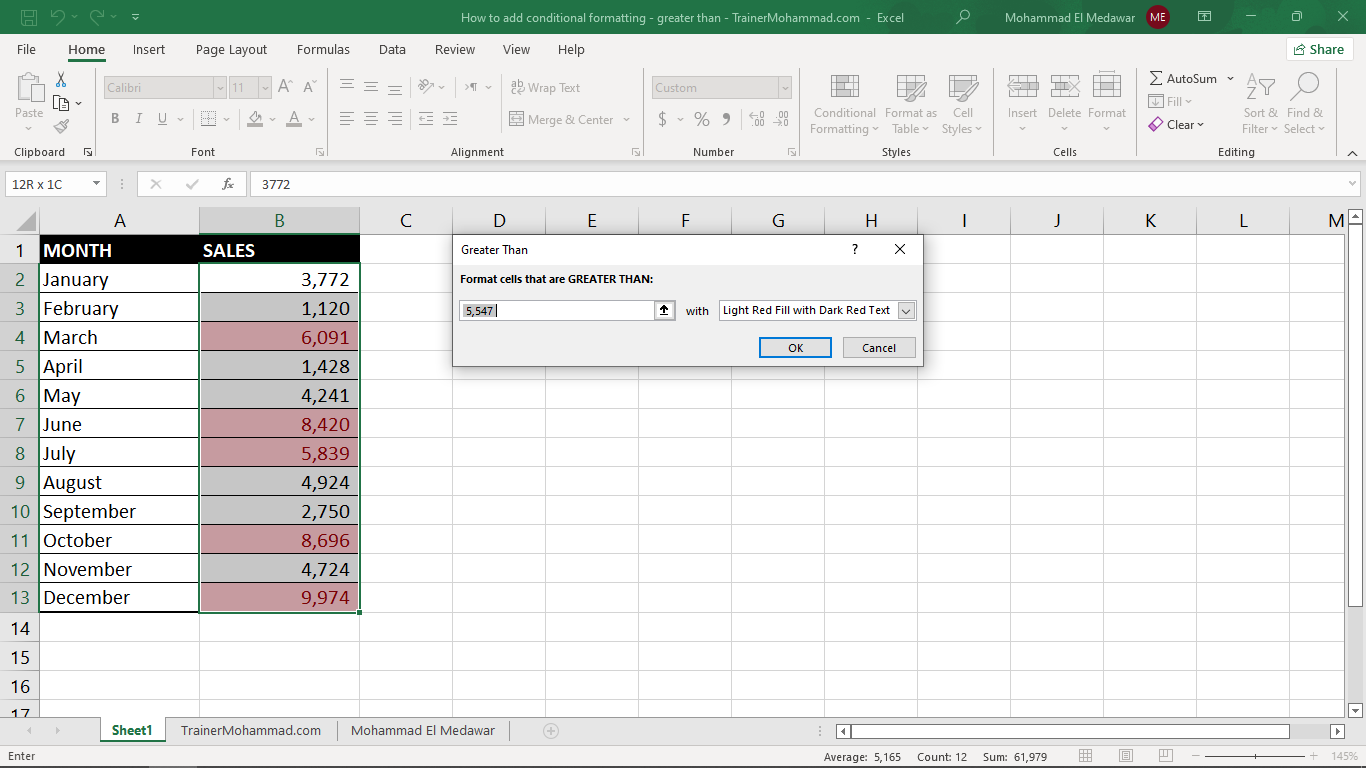 How to add conditional formatting - greater than - TrainerMohammad.com - Excel
Mohammad El Medawar ME
File Home Insert Page Layout Formulas Data Review View Help Share
Paste
Clipboard
Calibri 11 A A
B I U A
Font
Wrap Text
Merge & Center
Alignment
Custom
$ %
Number
Conditional Formatting
Format as Table
Cell Styles
Styles
Insert Delete Format
Cells
AutoSum
Fill
Clear
Sort & Filter
Find & Select
Editing
12R x 1C fx 3772
A B C D E F G H I J K L M
1 MONTH SALES
2 January 3,772
3 February 1,120
4 March 6,091
5 April 1,428
6 May 4,241
7 June 8,420
8 July 5,839
9 August 4,924
10 September 2,750
11 October 8,696
12 November 4,724
13 December 9,974
14
15
16
17
Greater Than ?
Format cells that are GREATER THAN:
5,547 with Light Red Fill with Dark Red Text
OK Cancel
Sheet1 TrainerMohammad.com Mohammad El Medawar
Enter Average: 5,165 Count: 12 Sum: 61,979 145%